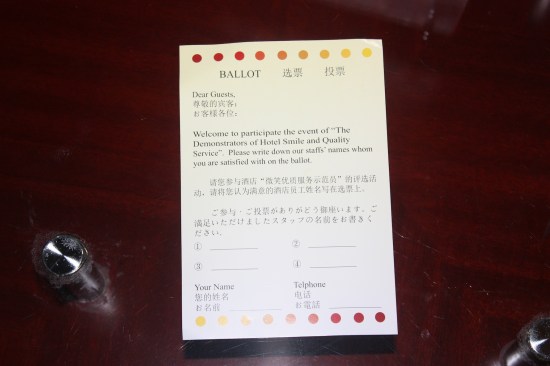 BALLOT 选票 投票
Dear Guests,
尊敬的宾客：
お客様各位：
Welcome to participate the event of "The
Demonstrators of Hotel Smile and Quality
Service". Please write down our staffs' names whom
you are satisfied with on the ballot.
请您参与酒店"微笑优质服务示范员"的评选活
动，请将您认为满意的酒店员工姓名写在选票上。
ご参与・ご投票がありがどう御座います。ご
満足いただけましたスタッフの名前をお書きく
ださい。
① ②
③ ④
Your Name Telphone
您的姓名 电话
お名前 お電話